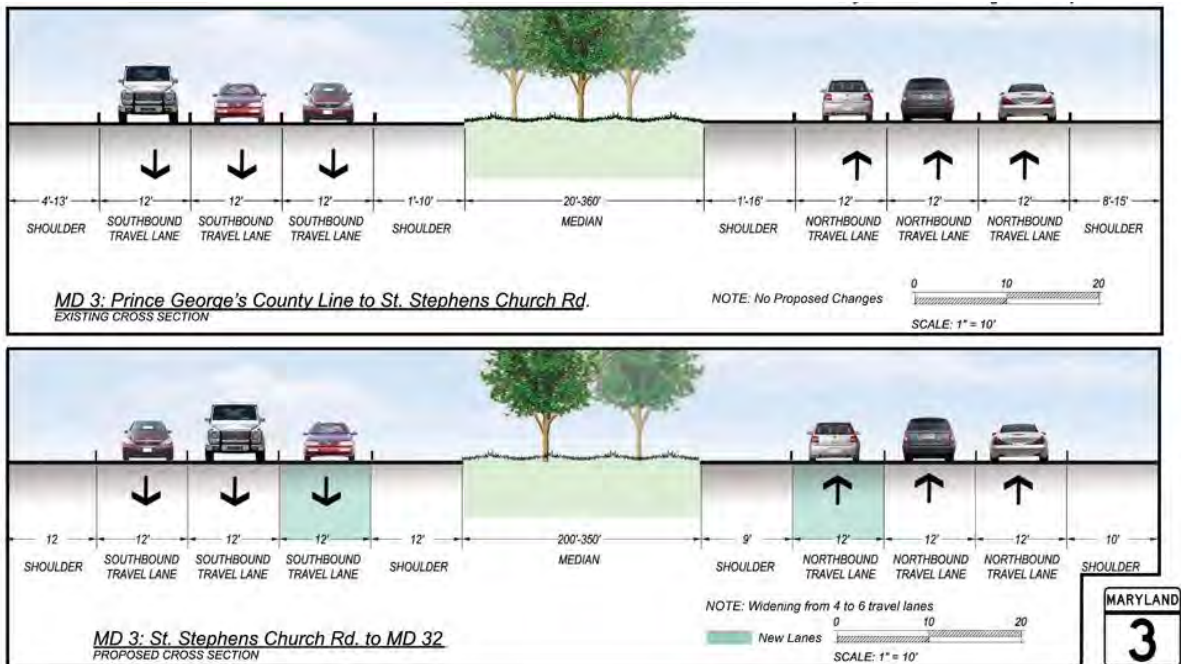 4'-13'
12'
12'
12'
1'-10'
20'-360'
1'-16'
12'
12'
12'
8'-15'
SHOULDER
SOUTHBOUND
TRAVEL LANE
SOUTHBOUND
TRAVEL LANE
SOUTHBOUND
TRAVEL LANE
SHOULDER
MEDIAN
SHOULDER
NORTHBOUND
TRAVEL LANE
NORTHBOUND
TRAVEL LANE
NORTHBOUND
TRAVEL LANE
SHOULDER
MD 3: Prince George's County Line to St. Stephens Church Rd.
EXISTING CROSS SECTION
NOTE: No Proposed Changes
0 10 20
SCALE: 1" = 10'
12
12'
12'
12'
12'
200'-350'
9'
12'
12'
12'
10'
SHOULDER
SOUTHBOUND
TRAVEL LANE
SOUTHBOUND
TRAVEL LANE
SOUTHBOUND
TRAVEL LANE
SHOULDER
MEDIAN
SHOULDER
NORTHBOUND
TRAVEL LANE
NORTHBOUND
TRAVEL LANE
NORTHBOUND
TRAVEL LANE
SHOULDER
MD 3: St. Stephens Church Rd. to MD 32
PROPOSED CROSS SECTION
NOTE: Widening from 4 to 6 travel lanes
New Lanes
0 10 20
SCALE: 1" = 10'
MARYLAND
3